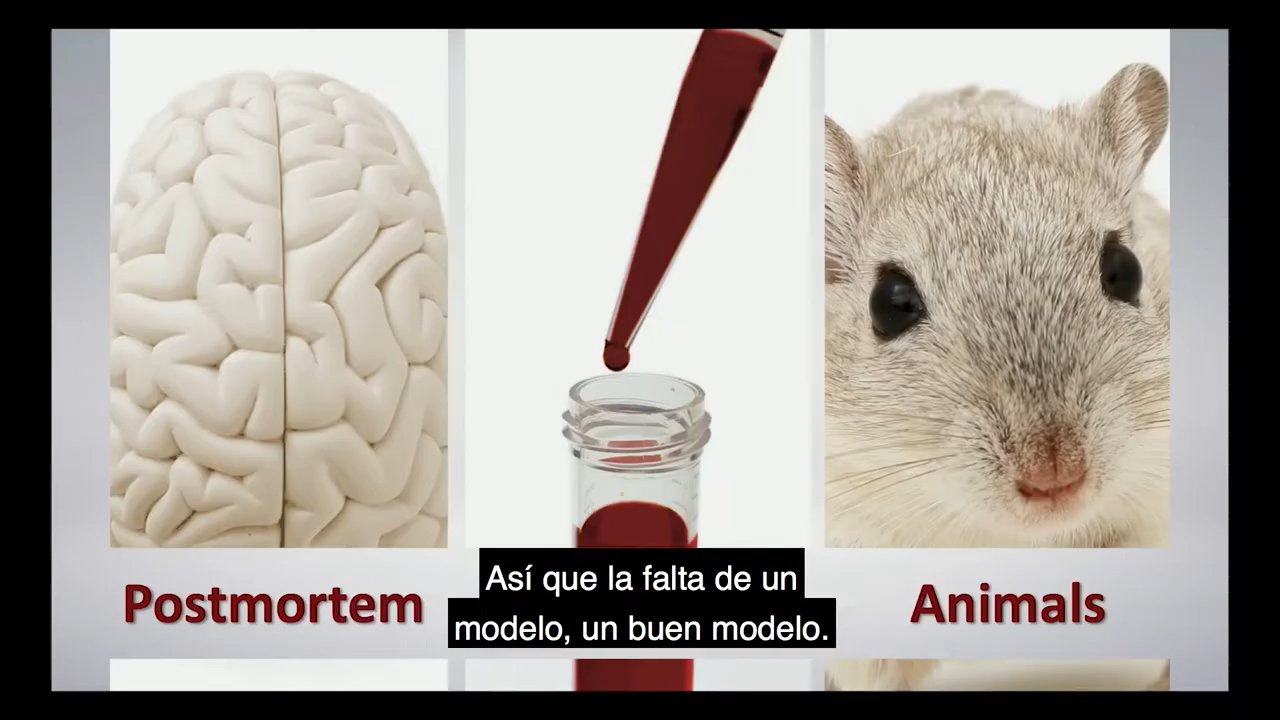 Postmortem
Animals
Así que la falta de un
modelo, un buen modelo.